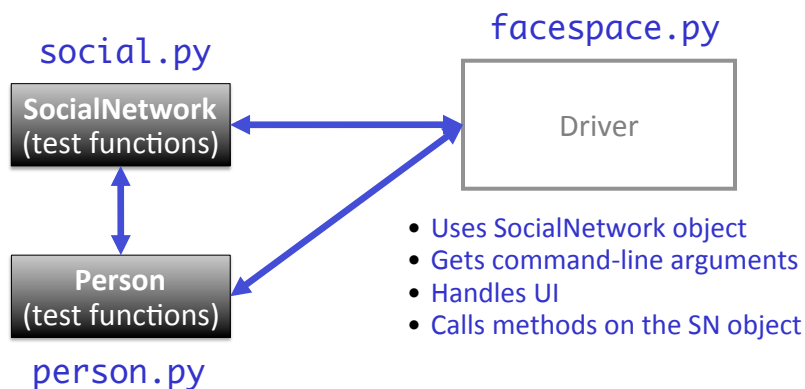 social.py
facespace.py
SocialNetwork
(test functions)
Driver
Person
(test functions)
person.py
• Uses SocialNetwork object
• Gets command-line arguments
• Handles UI
• Calls methods on the SN object